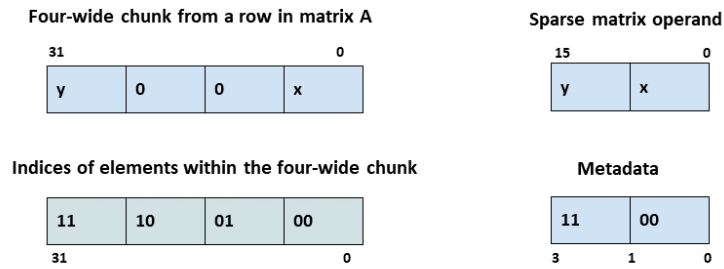 Four-wide chunk from a row in matrix A
31 0
y 0 0 x
Sparse matrix operand
15 0
y x
Indices of elements within the four-wide chunk
11 10 01 00
31 0
Metadata
11 00
3 1 0